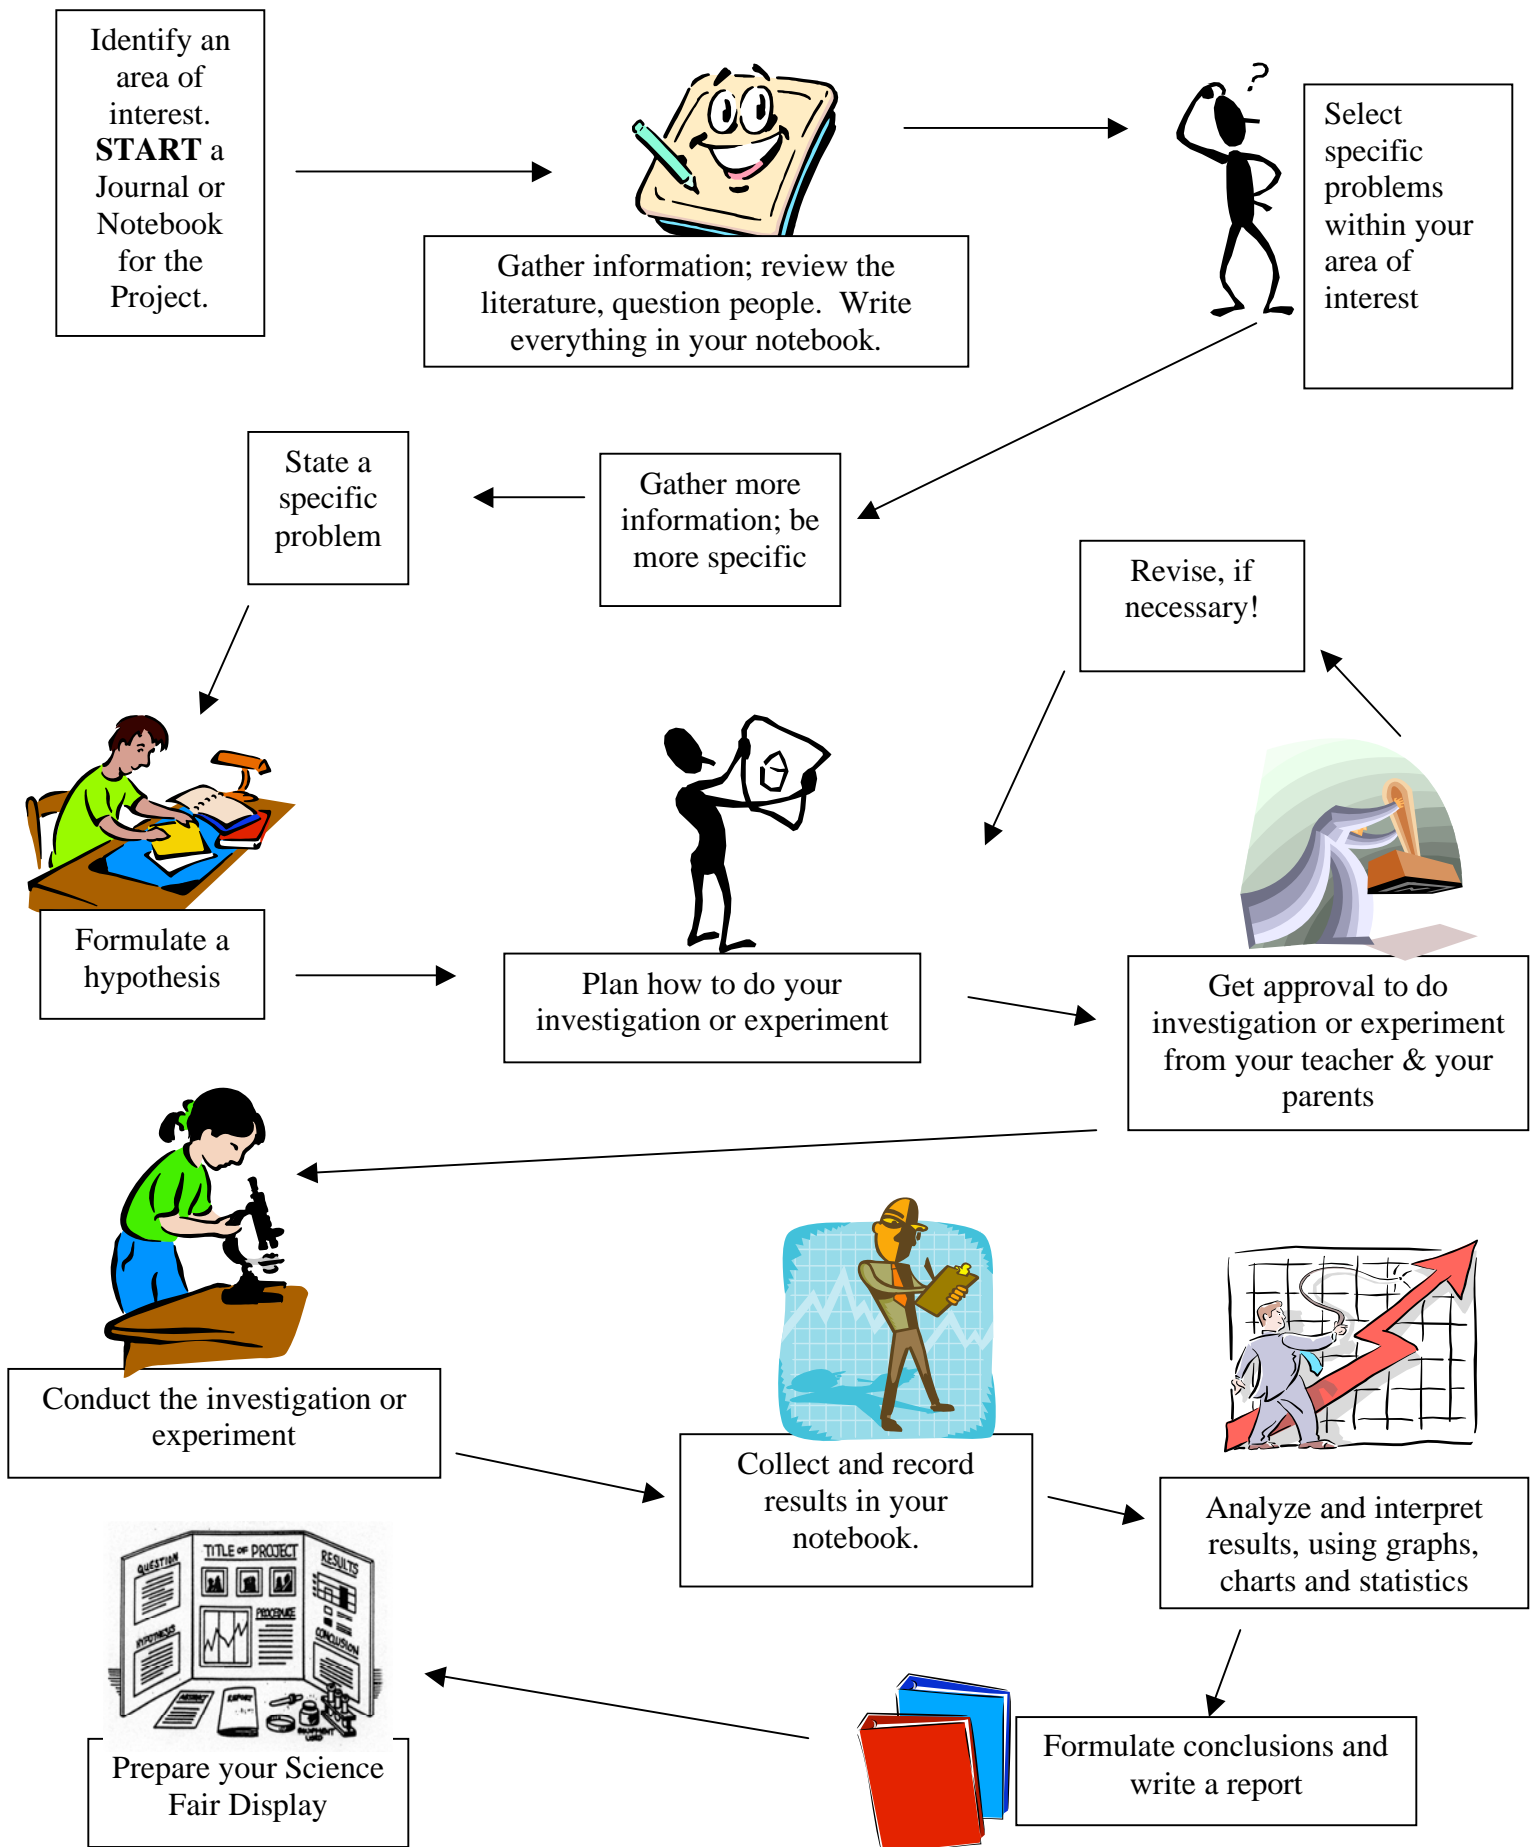 Identify an
area of
interest.
START a
Journal or
Notebook
for the
Project.
Gather information; review the
literature, question people.  Write
everything in your notebook.
?
Select
specific
problems
within your
area of
interest
State a
specific
problem
Gather more
information; be
more specific
Revise, if
necessary!
Formulate a
hypothesis
Plan how to do your
investigation or experiment
Get approval to do
investigation or experiment
from your teacher & your
parents
Conduct the investigation or
experiment
Collect and record
results in your
notebook.
Analyze and interpret
results, using graphs,
charts and statistics
QUESTION
HYPOTHESIS
TITLE OF PROJECT
PROCEDURE
RESULTS
CONCLUSION
ABSTRACT
REPORT
EQUIPMENT
USED
Prepare your Science
Fair Display
Formulate conclusions and
write a report